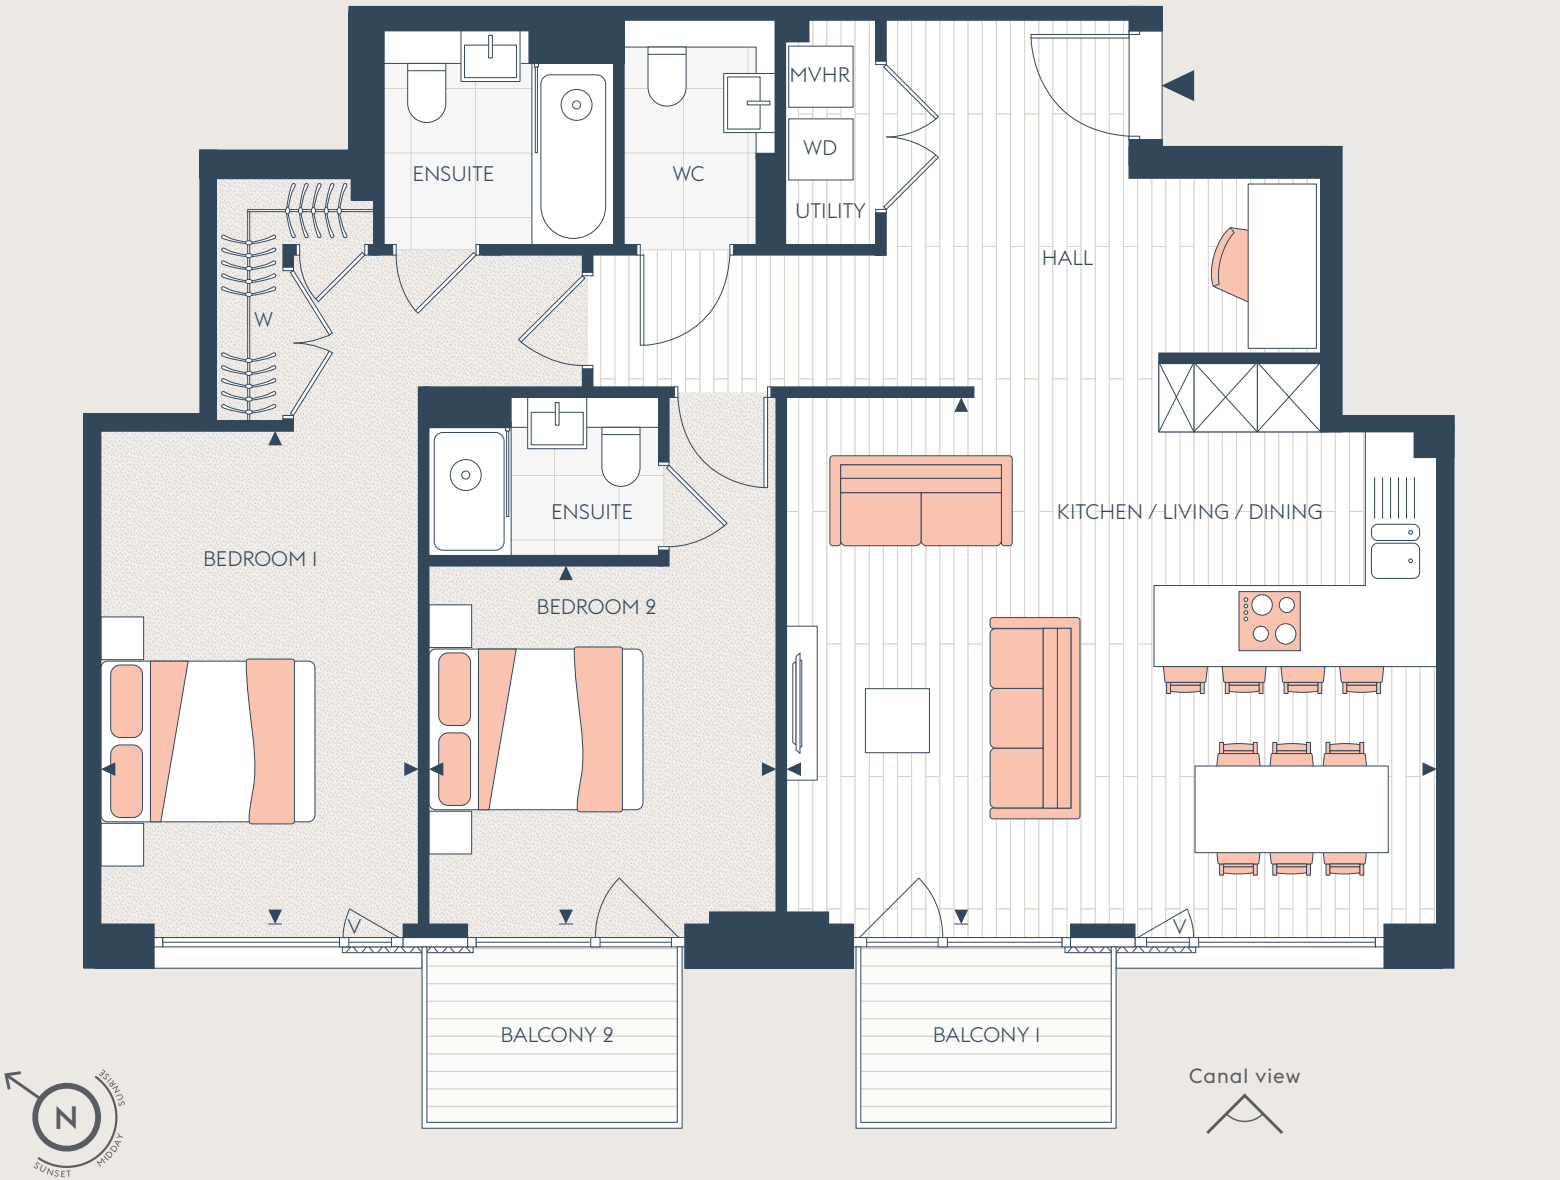 MVHR
WD
UTILITY
ENSUITE
WC
HALL
W
ENSUITE
KITCHEN / LIVING / DINING
BEDROOM 1
BEDROOM 2
V
V
BALCONY 2
BALCONY 1
Canal view
N
SUNRISE
MIDDAY
SUNSET